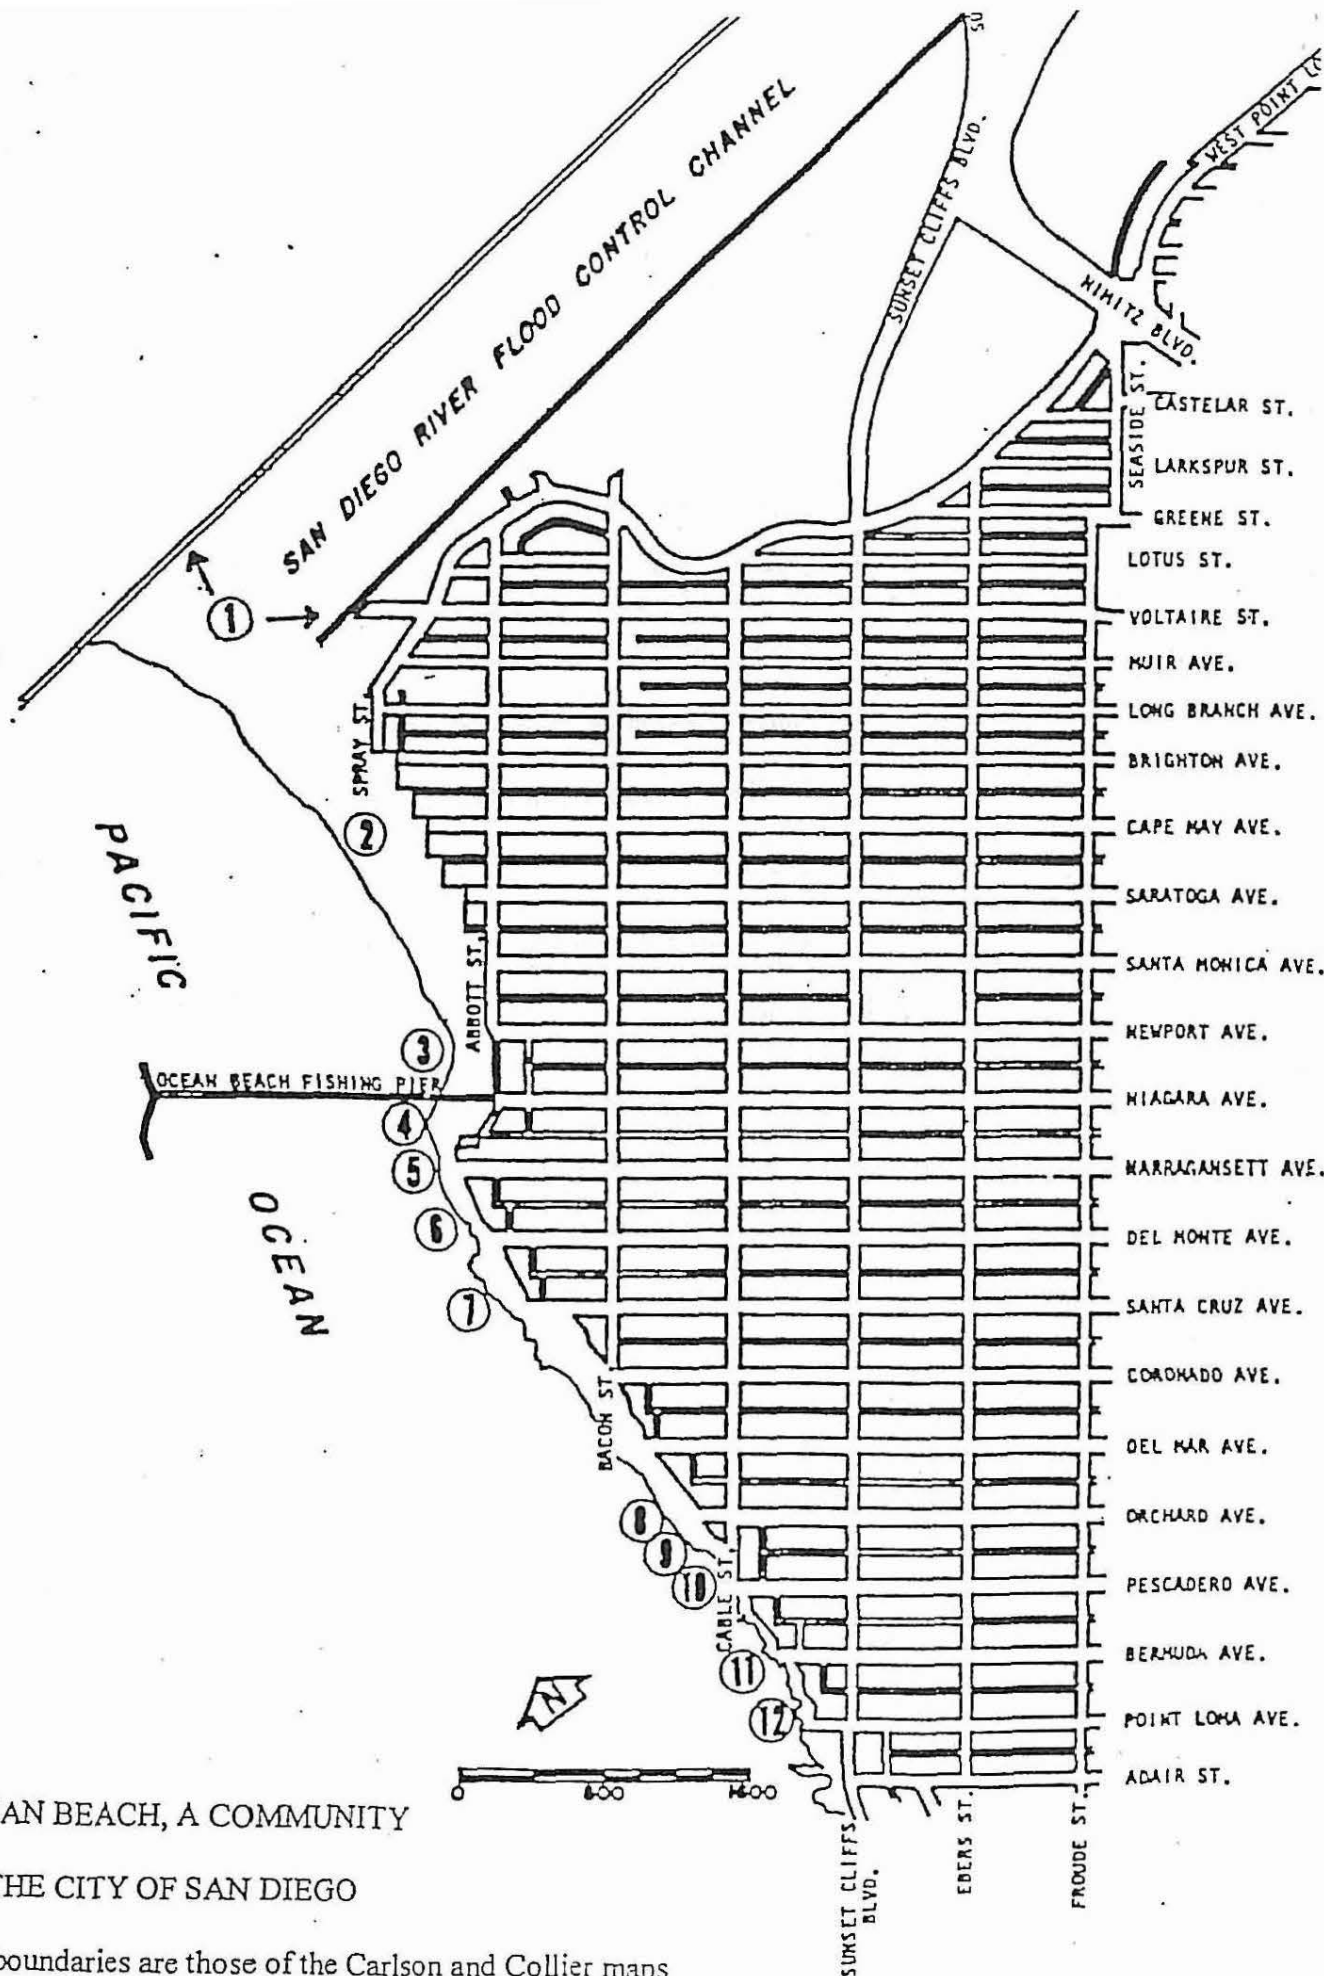 SU
SAN DIEGO RIVER FLOOD CONTROL CHANNEL
SUNSET CLIFFS BLVD.
WEST POINT LO
NIMITZ BLVD.
SEASIDE ST.
CASTELAR ST.
LARKSPUR ST.
GREENE ST.
LOTUS ST.
VOLTAIRE ST.
MUIR AVE.
LONG BRANCH AVE.
BRIGHTON AVE.
CAPE MAY AVE.
SARATOGA AVE.
SANTA MONICA AVE.
NEWPORT AVE.
NIAGARA AVE.
NARRAGANSETT AVE.
DEL MONTE AVE.
SANTA CRUZ AVE.
CORONADO AVE.
DEL MAR AVE.
ORCHARD AVE.
PESCADERO AVE.
BERMUDA AVE.
POINT LOMA AVE.
ADAIR ST.
1
SPRAY ST.
2
PACIFIC
ABBOTT ST.
3
OCEAN BEACH FISHING PIER
4
5
6
OCEAN
7
BACON ST.
8
9
10
CABLE ST.
11
12
N
0 800 1600
SUNSET CLIFFS
BLVD.
EBERS ST.
FROUDE ST.
AN BEACH, A COMMUNITY
THE CITY OF SAN DIEGO
boundaries are those of the Carlson and Collier maps